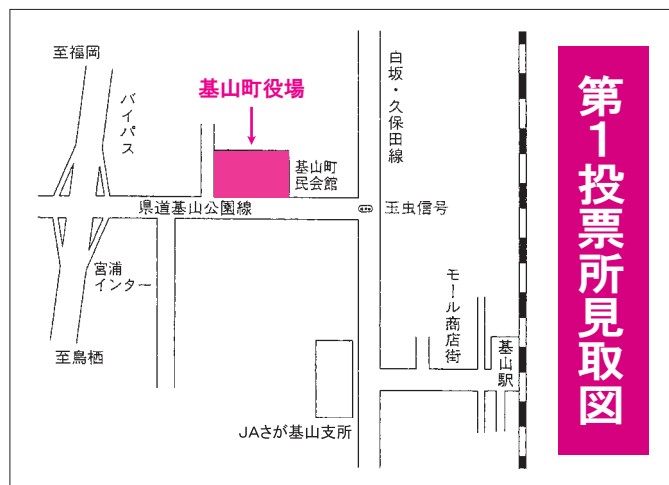 第1投票所見取図
至福岡
バイパス
基山町役場
白坂・久保田線
基山町
民会館
県道基山公園線
玉虫信号
宮浦
インター
モール商店街
至鳥栖
基山駅
JAさが基山支所